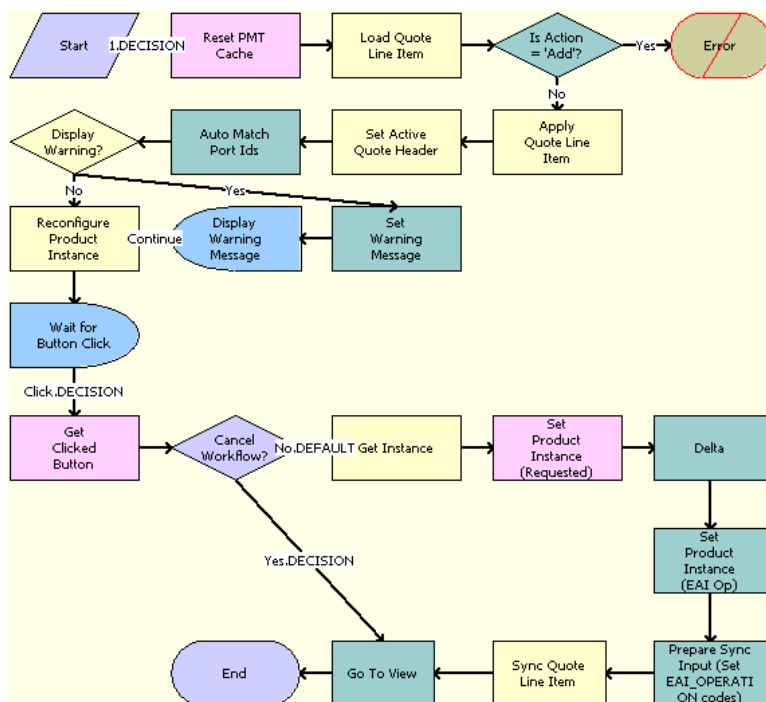 Start
1.DECISION
Reset PMT
Cache
Load Quote
Line Item
Is Action
= 'Add'?
Yes
Error
No
Display
Warning?
Auto Match
Port Ids
Set Active
Quote Header
Apply
Quote Line
Item
No
Yes
Reconfigure
Product
Instance
Continue
Display
Warning
Message
Set
Warning
Message
Wait for
Button Click
Click.DECISION
Get
Clicked
Button
Cancel
Workflow?
No.DEFAULT
Get Instance
Set
Product
Instance
(Requested)
Delta
Yes.DECISION
Set
Product
Instance
(EAI Op)
End
Go To View
Sync Quote
Line Item
Prepare Sync
Input (Set
EAI_OPERATI
ON codes)